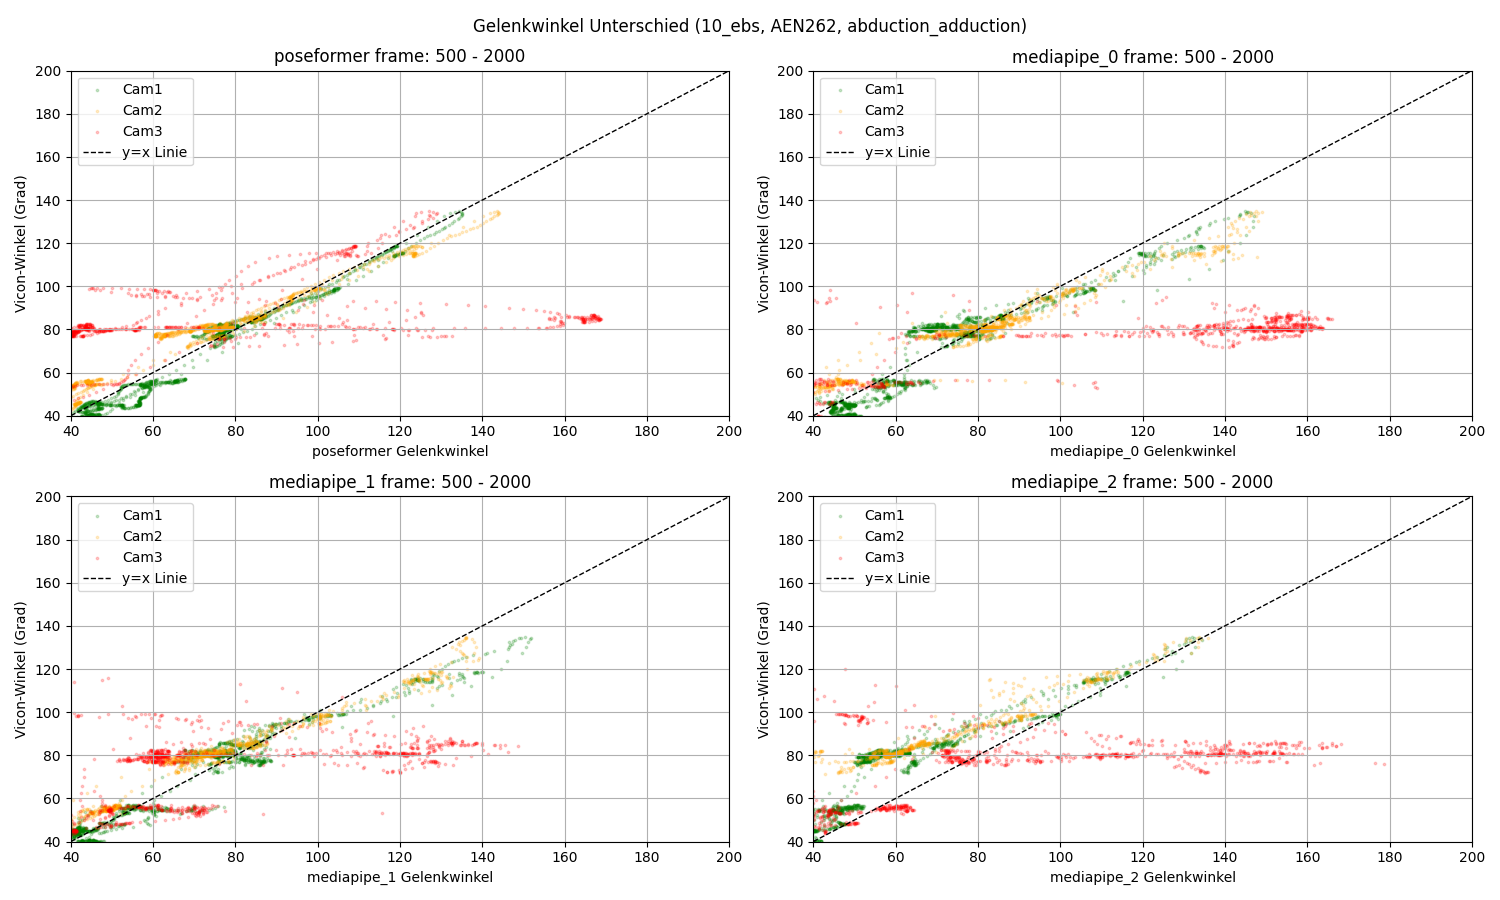 Gelenkwinkel Unterschied (10_ebs, AEN262, abduction_adduction)
poseformer frame: 500 - 2000
200
180
160
140
120
100
80
60
40
Vicon-Winkel (Grad)
Cam1
Cam2
Cam3
y=x Linie
40 60 80 100 120 140 160 180 200
poseformer Gelenkwinkel
mediapipe_0 frame: 500 - 2000
200
180
160
140
120
100
80
60
40
Vicon-Winkel (Grad)
Cam1
Cam2
Cam3
y=x Linie
40 60 80 100 120 140 160 180 200
mediapipe_0 Gelenkwinkel
mediapipe_1 frame: 500 - 2000
200
180
160
140
120
100
80
60
40
Vicon-Winkel (Grad)
Cam1
Cam2
Cam3
y=x Linie
40 60 80 100 120 140 160 180 200
mediapipe_1 Gelenkwinkel
mediapipe_2 frame: 500 - 2000
200
180
160
140
120
100
80
60
40
Vicon-Winkel (Grad)
Cam1
Cam2
Cam3
y=x Linie
40 60 80 100 120 140 160 180 200
mediapipe_2 Gelenkwinkel